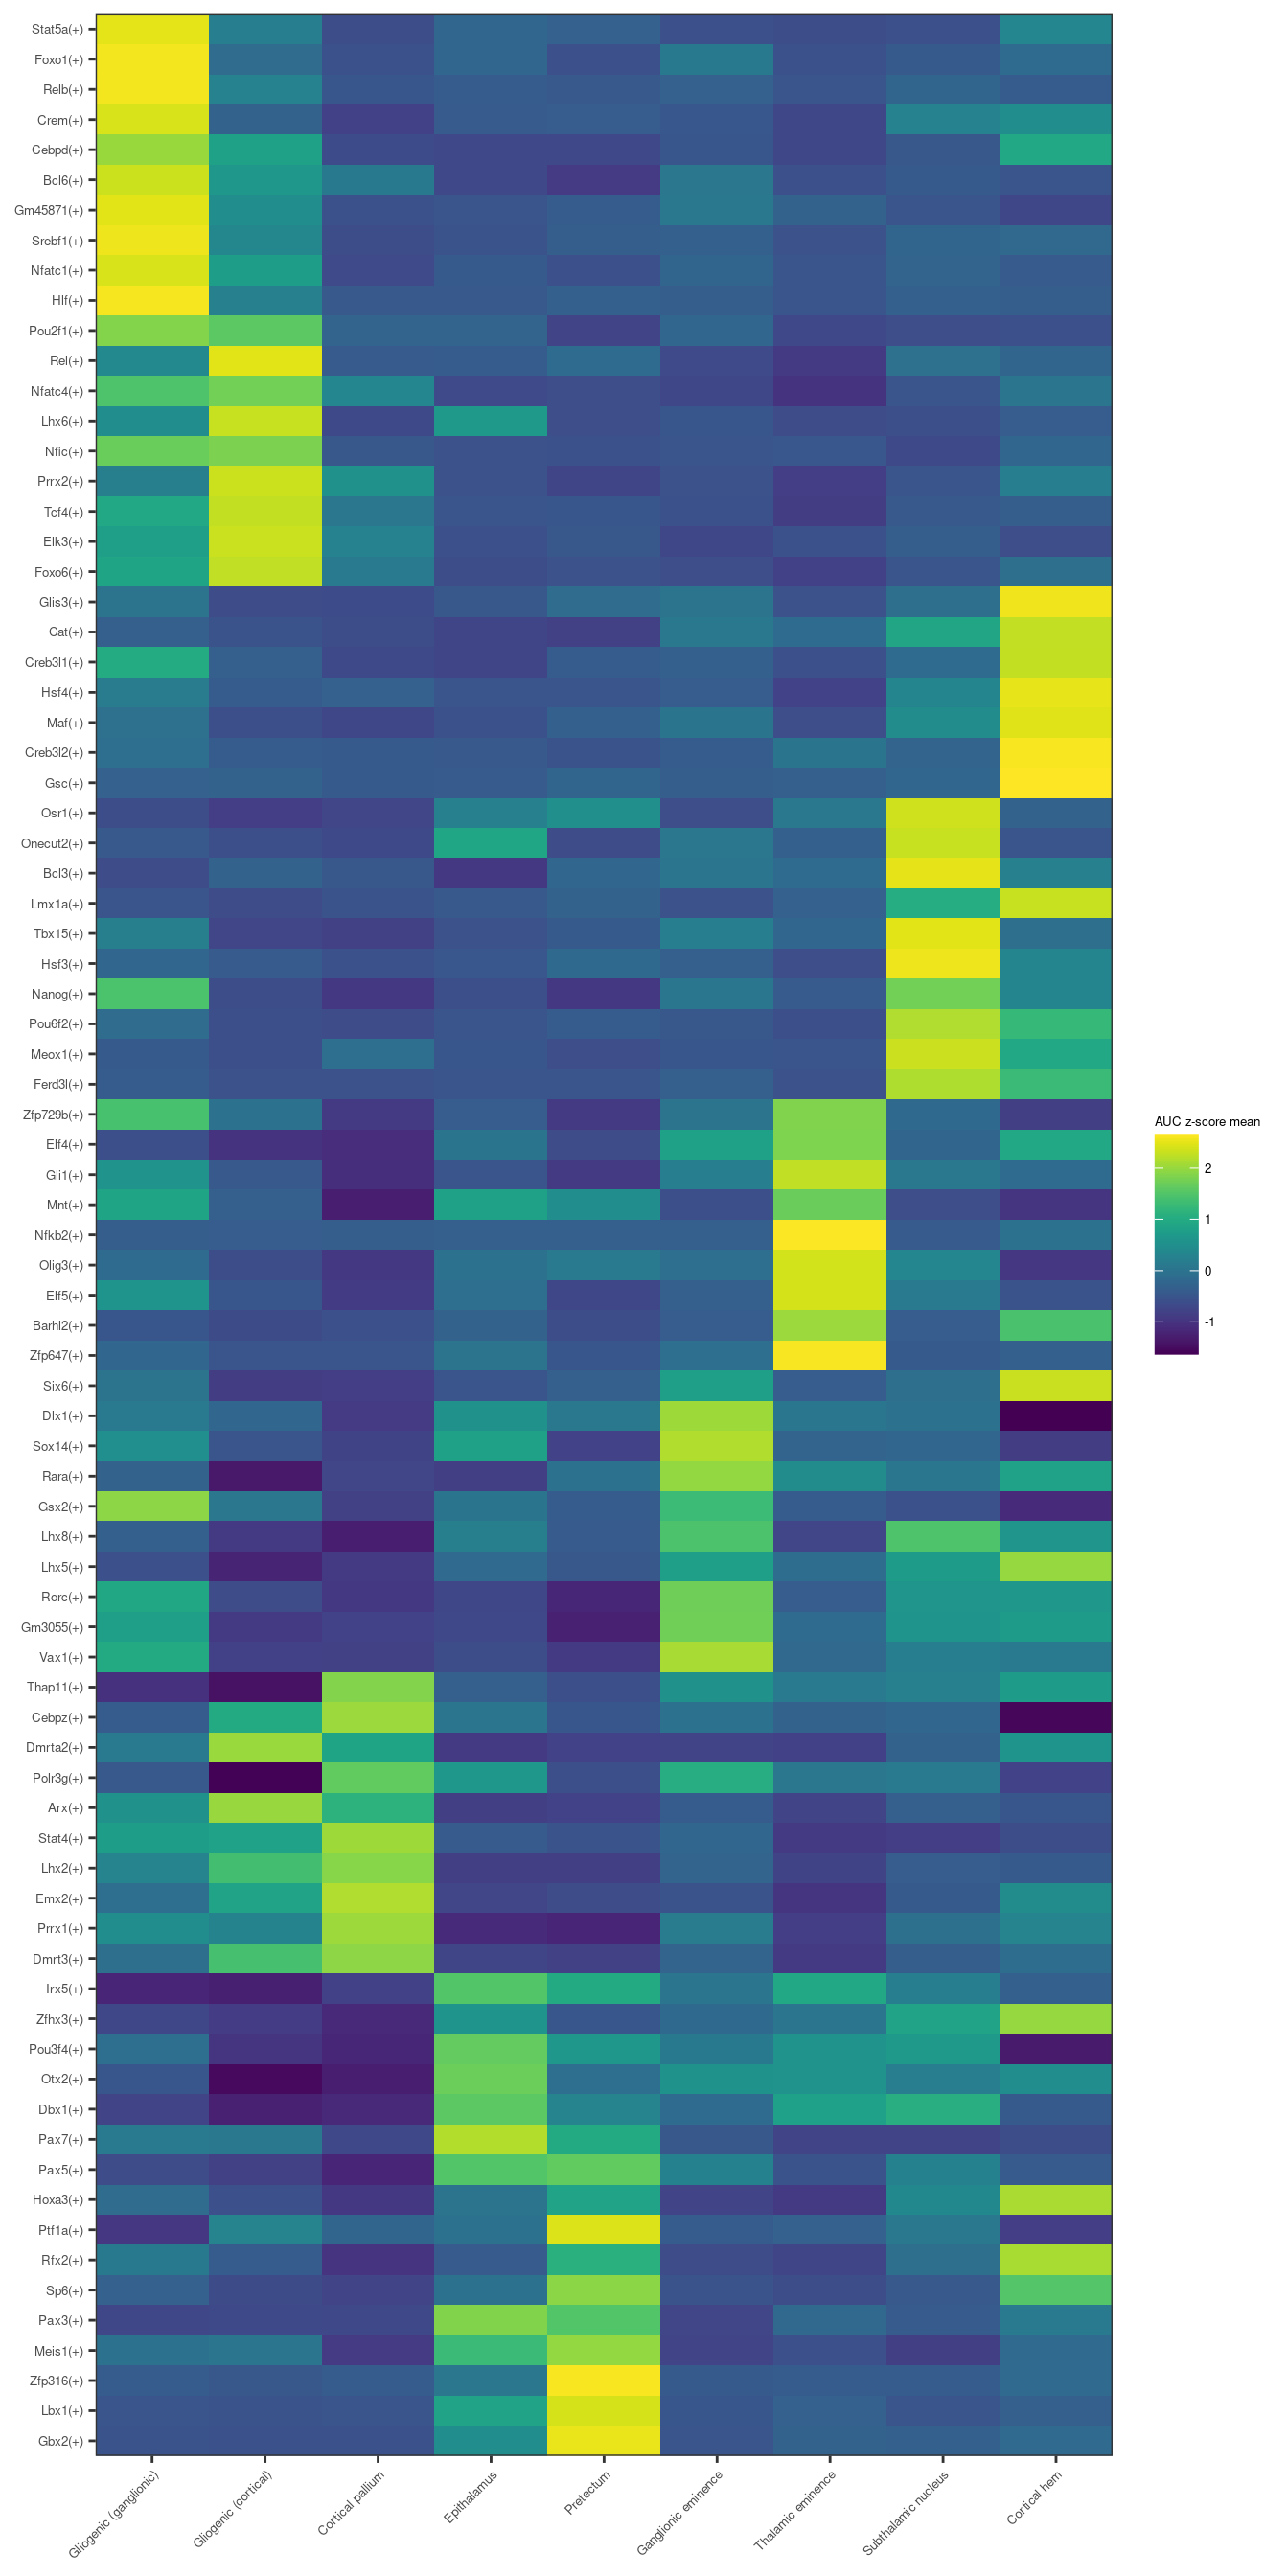 Stat5a(+)
Foxo1(+)
Relb(+)
Crem(+)
Cebpd(+)
Bcl6(+)
Gm45871(+)
Srebf1(+)
Nfatc1(+)
Hlf(+)
Pou2f1(+)
Rel(+)
Nfatc4(+)
Lhx6(+)
Nfic(+)
Prrx2(+)
Tcf4(+)
Elk3(+)
Foxo6(+)
Glis3(+)
Cat(+)
Creb3l1(+)
Hsf4(+)
Maf(+)
Creb3l2(+)
Gsc(+)
Osr1(+)
Onecut2(+)
Bcl3(+)
Lmx1a(+)
Tbx15(+)
Hsf3(+)
Nanog(+)
Pou6f2(+)
Meox1(+)
Ferd3l(+)
Zfp729b(+)
Elf4(+)
Gli1(+)
Mnt(+)
Nfkb2(+)
Olig3(+)
Elf5(+)
Barhl2(+)
Zfp647(+)
Six6(+)
Dlx1(+)
Sox14(+)
Rara(+)
Gsx2(+)
Lhx8(+)
Lhx5(+)
Rorc(+)
Gm3055(+)
Vax1(+)
Thap11(+)
Cebpz(+)
Dmrta2(+)
Polr3g(+)
Arx(+)
Stat4(+)
Lhx2(+)
Emx2(+)
Prrx1(+)
Dmrt3(+)
Irx5(+)
Zfhx3(+)
Pou3f4(+)
Otx2(+)
Dbx1(+)
Pax7(+)
Pax5(+)
Hoxa3(+)
Ptf1a(+)
Rfx2(+)
Sp6(+)
Pax3(+)
Meis1(+)
Zfp316(+)
Lbx1(+)
Gbx2(+)
Gliogenic (ganglionic)
Gliogenic (cortical)
Cortical pallium
Epithalamus
Pretectum
Ganglionic eminence
Thalamic eminence
Subthalamic nucleus
Cortical hem
AUC z-score mean
2
1
0
-1